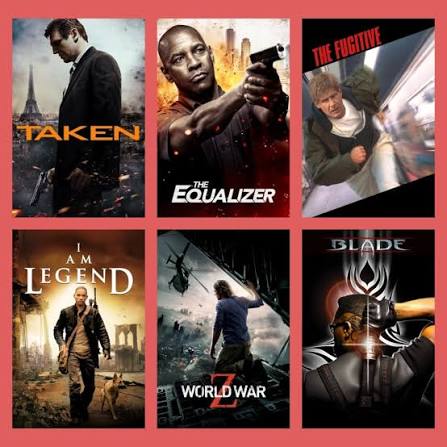 TAKEN
THE
EQUALIZER
THE FUGITIVE
I
AM
LEGEND
WORLD WAR
Z
BLADE